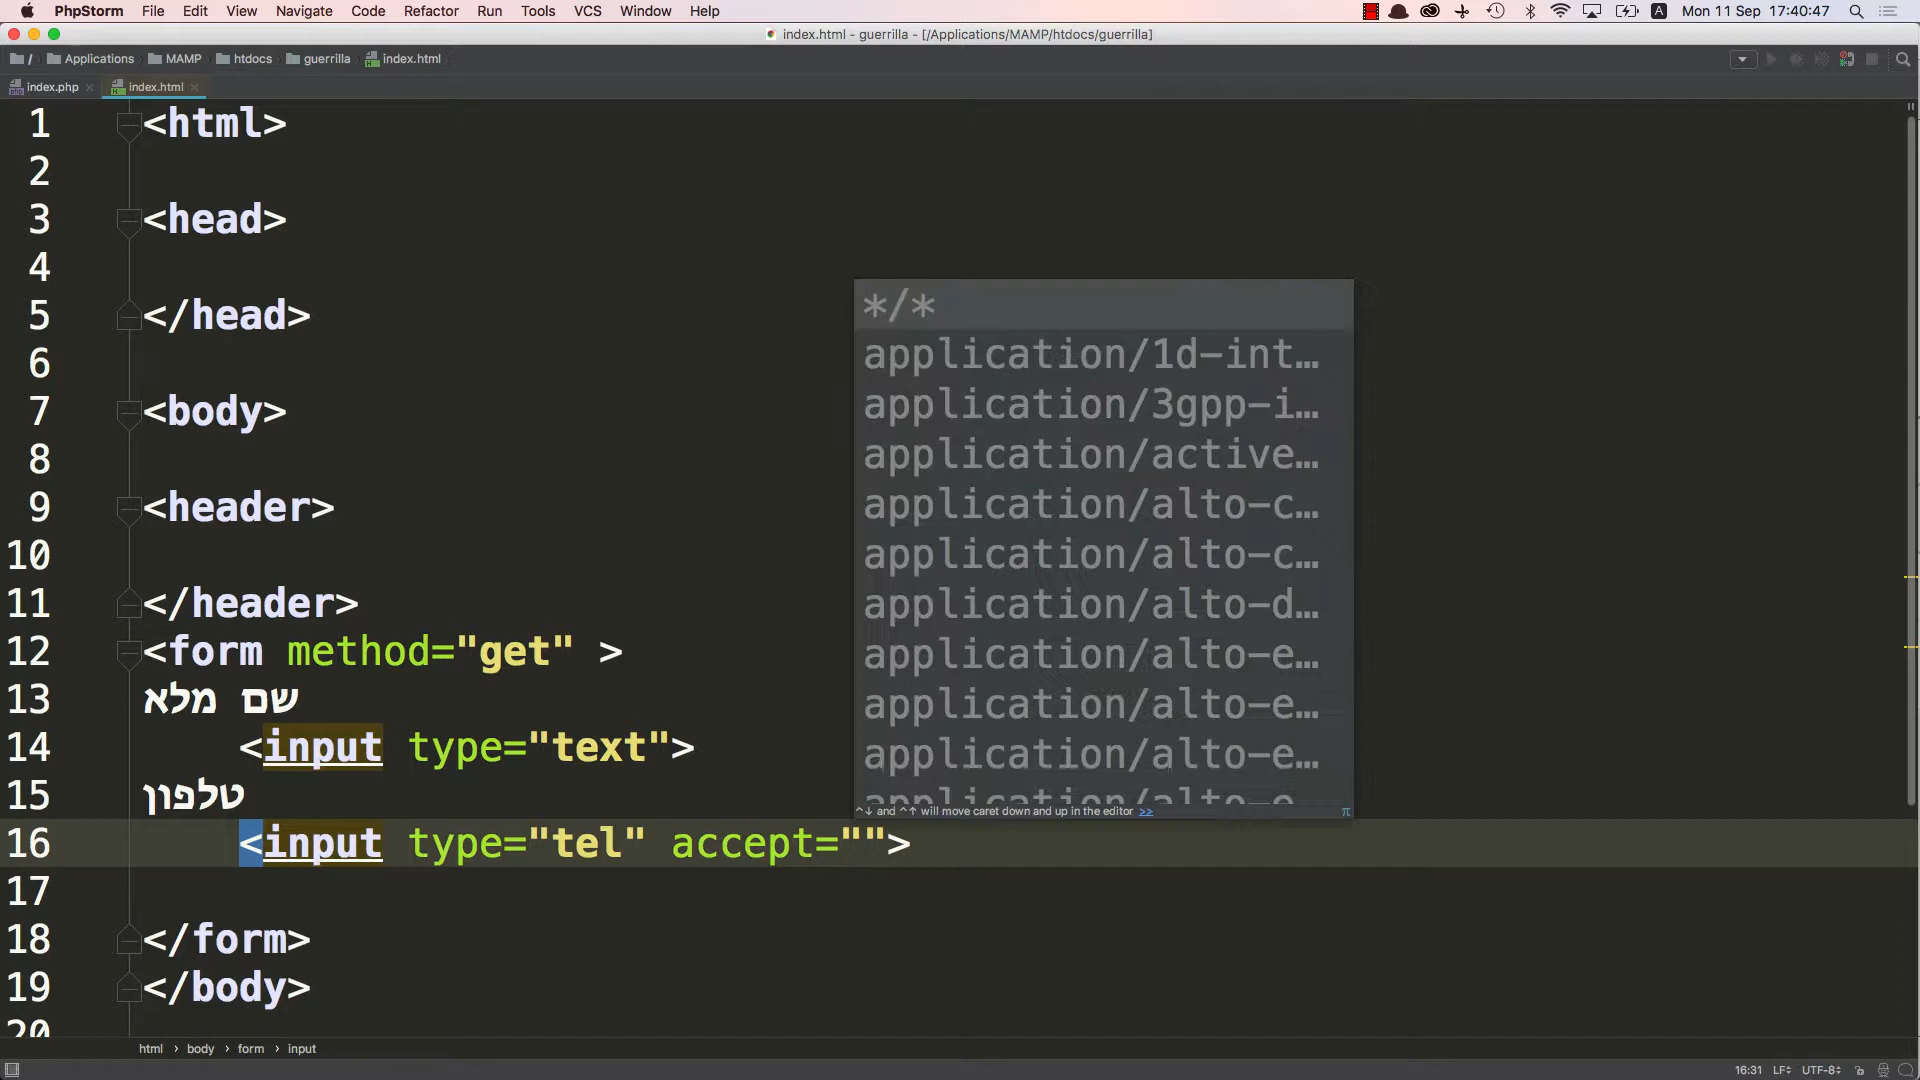 PhpStorm File Edit View Navigate Code Refactor Run Tools VCS Window Help Mon 11 Sep 17:40:47
index.html - guerrilla - [/Applications/MAMP/htdocs/guerrilla]
/ Applications MAMP htdocs guerrilla index.html
index.php index.html
1 <html>
2
3 <head>
4
5 </head>
6
7 <body>
8
9 <header>
10
11 </header>
12 <form method="get" >
13 שם מלא
14 <input type="text">
15 טלפון
16 <input type="tel" accept="">
17
18 </form>
19 </body>
20
*/*
application/1d-int…
application/3gpp-i…
application/active…
application/alto-c…
application/alto-c…
application/alto-d…
application/alto-e…
application/alto-e…
application/alto-e…
application/alto-e…
^↓ and ^↑ will move caret down and up in the editor >> π
html › body › form › input
16:31 LF÷ UTF-8÷